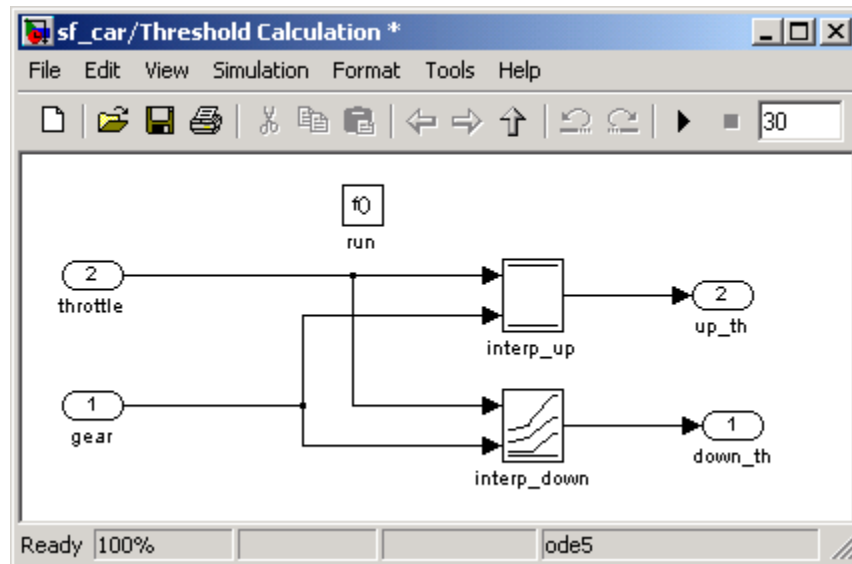 sf_car/Threshold Calculation *
File Edit View Simulation Format Tools Help
30
f()
run
2
throttle
interp_up
2
up_th
1
gear
interp_down
1
down_th
Ready 100% ode5